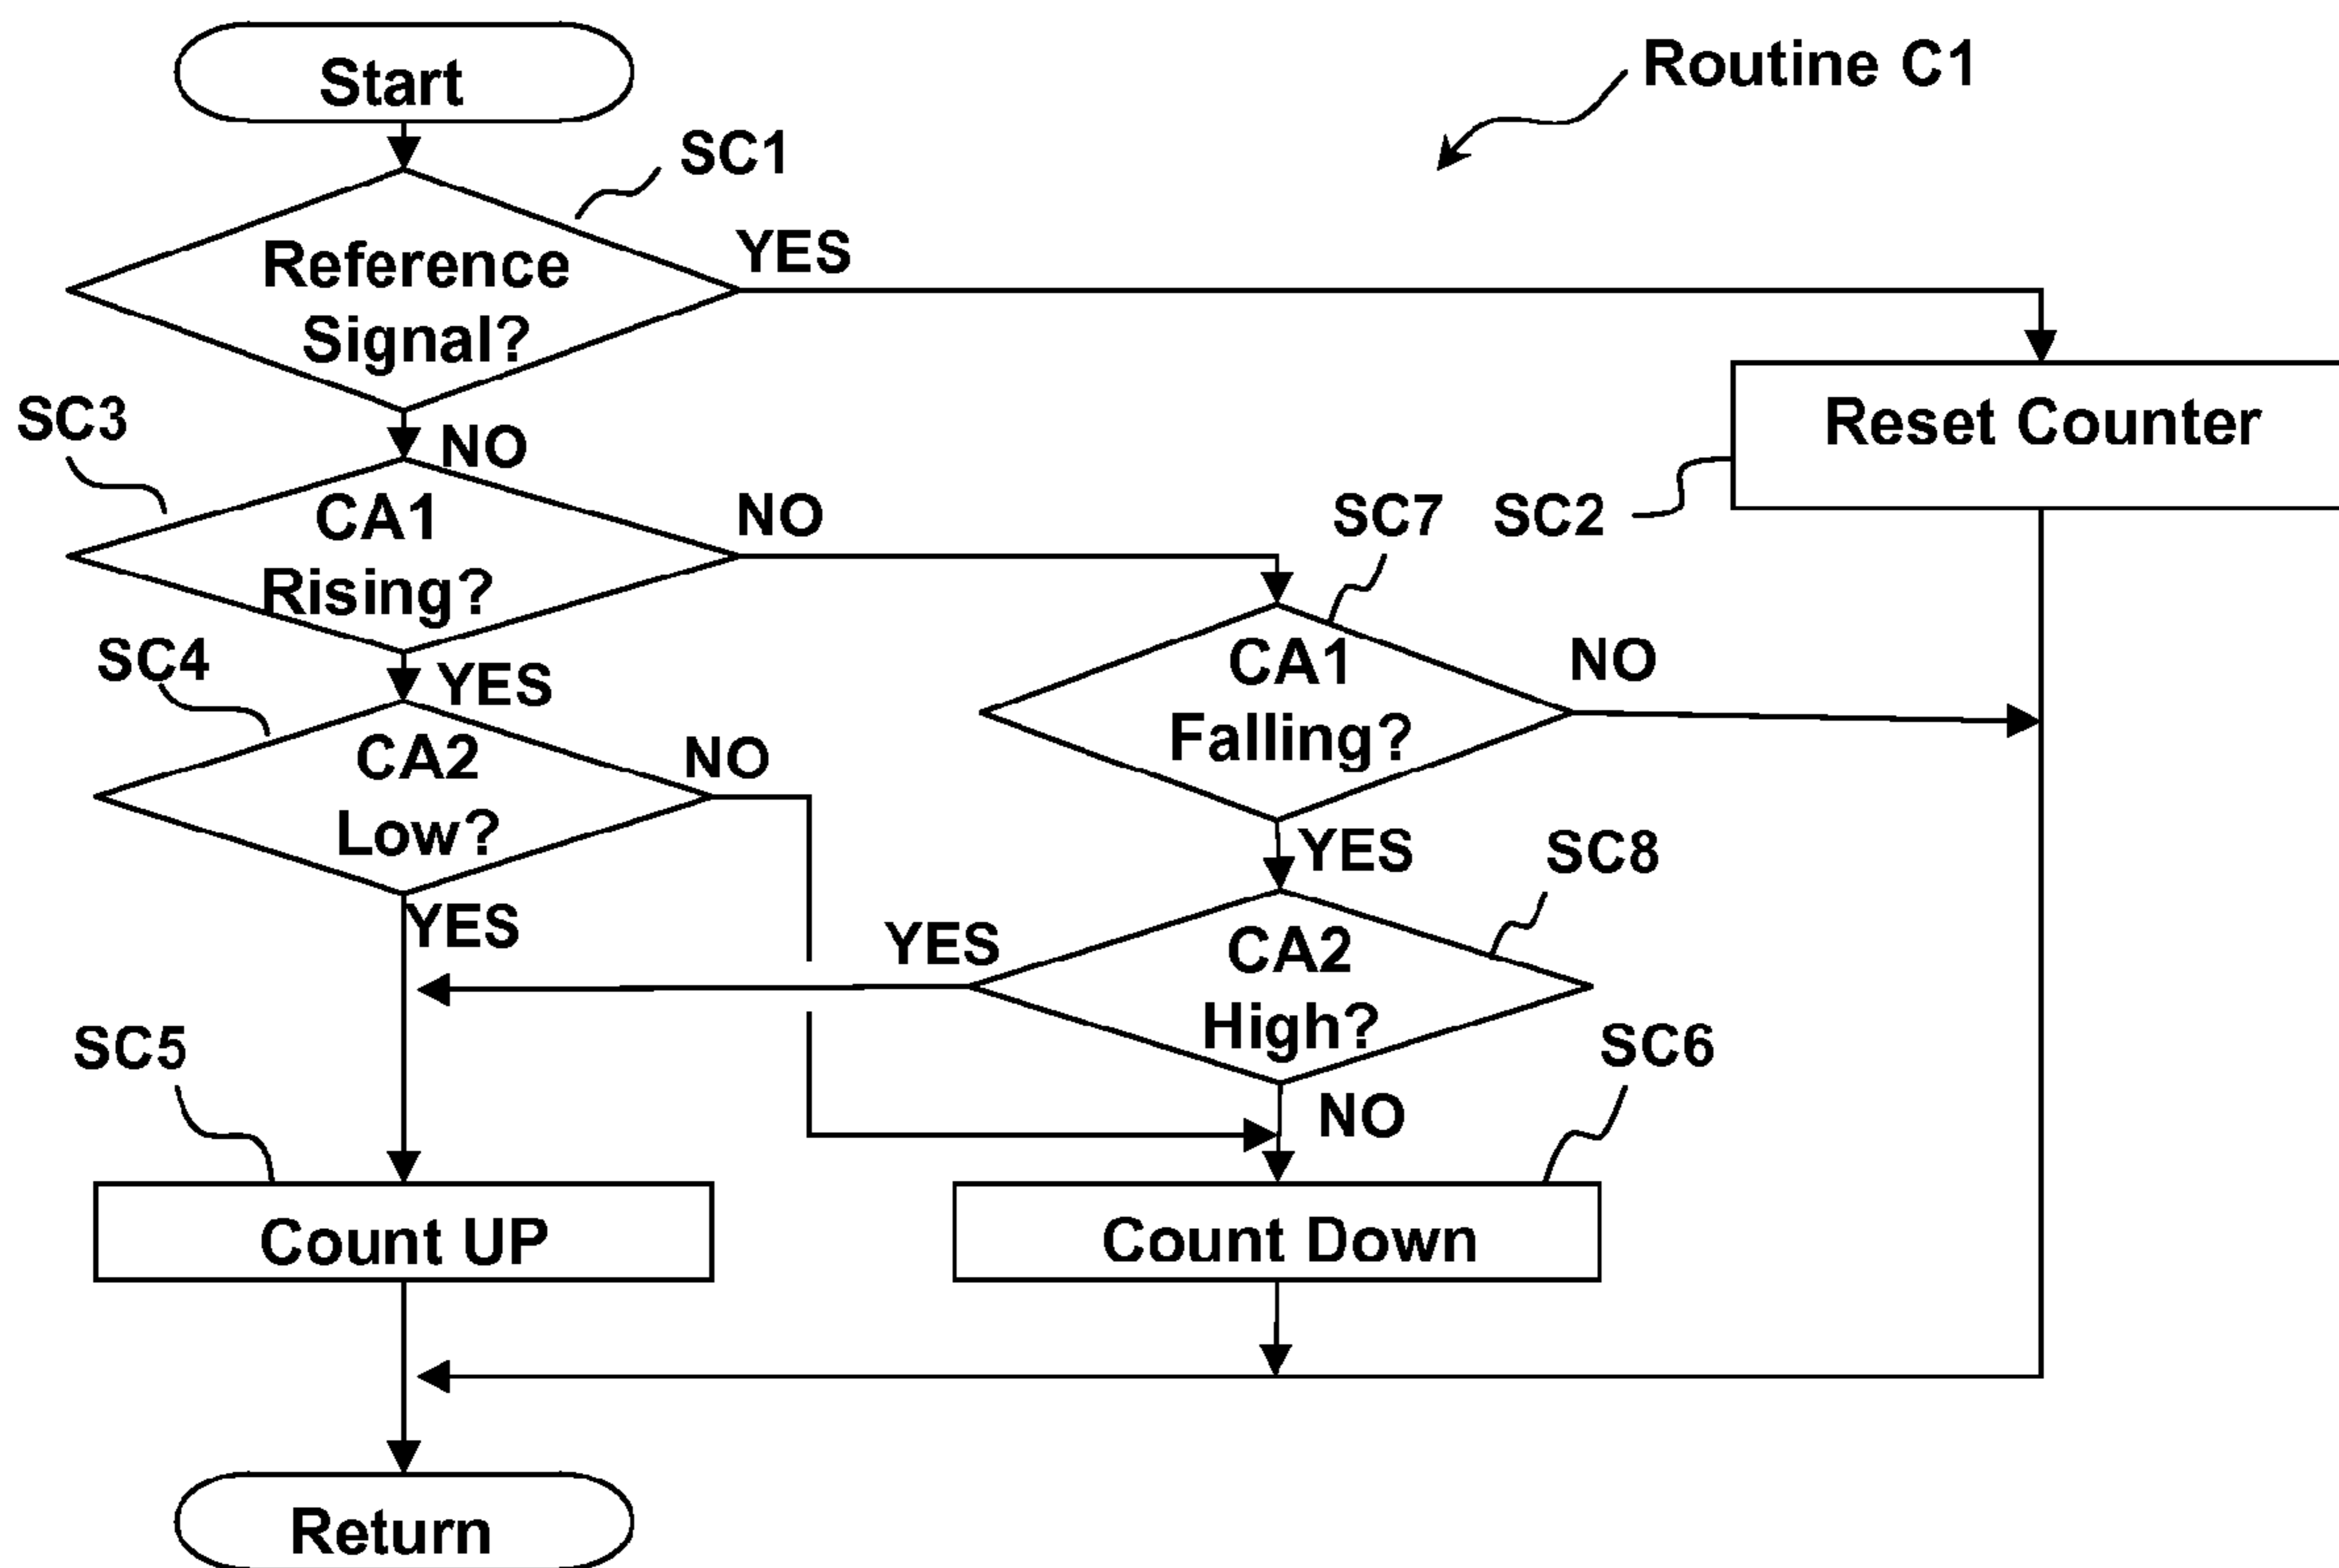 Start
Routine C1
SC1
Reference
Signal?
YES
SC3
NO
Reset Counter
CA1
Rising?
NO
SC7
SC2
SC4
YES
CA1
Falling?
NO
CA2
Low?
NO
YES
SC8
YES
YES
CA2
High?
SC5
SC6
NO
Count UP
Count Down
Return